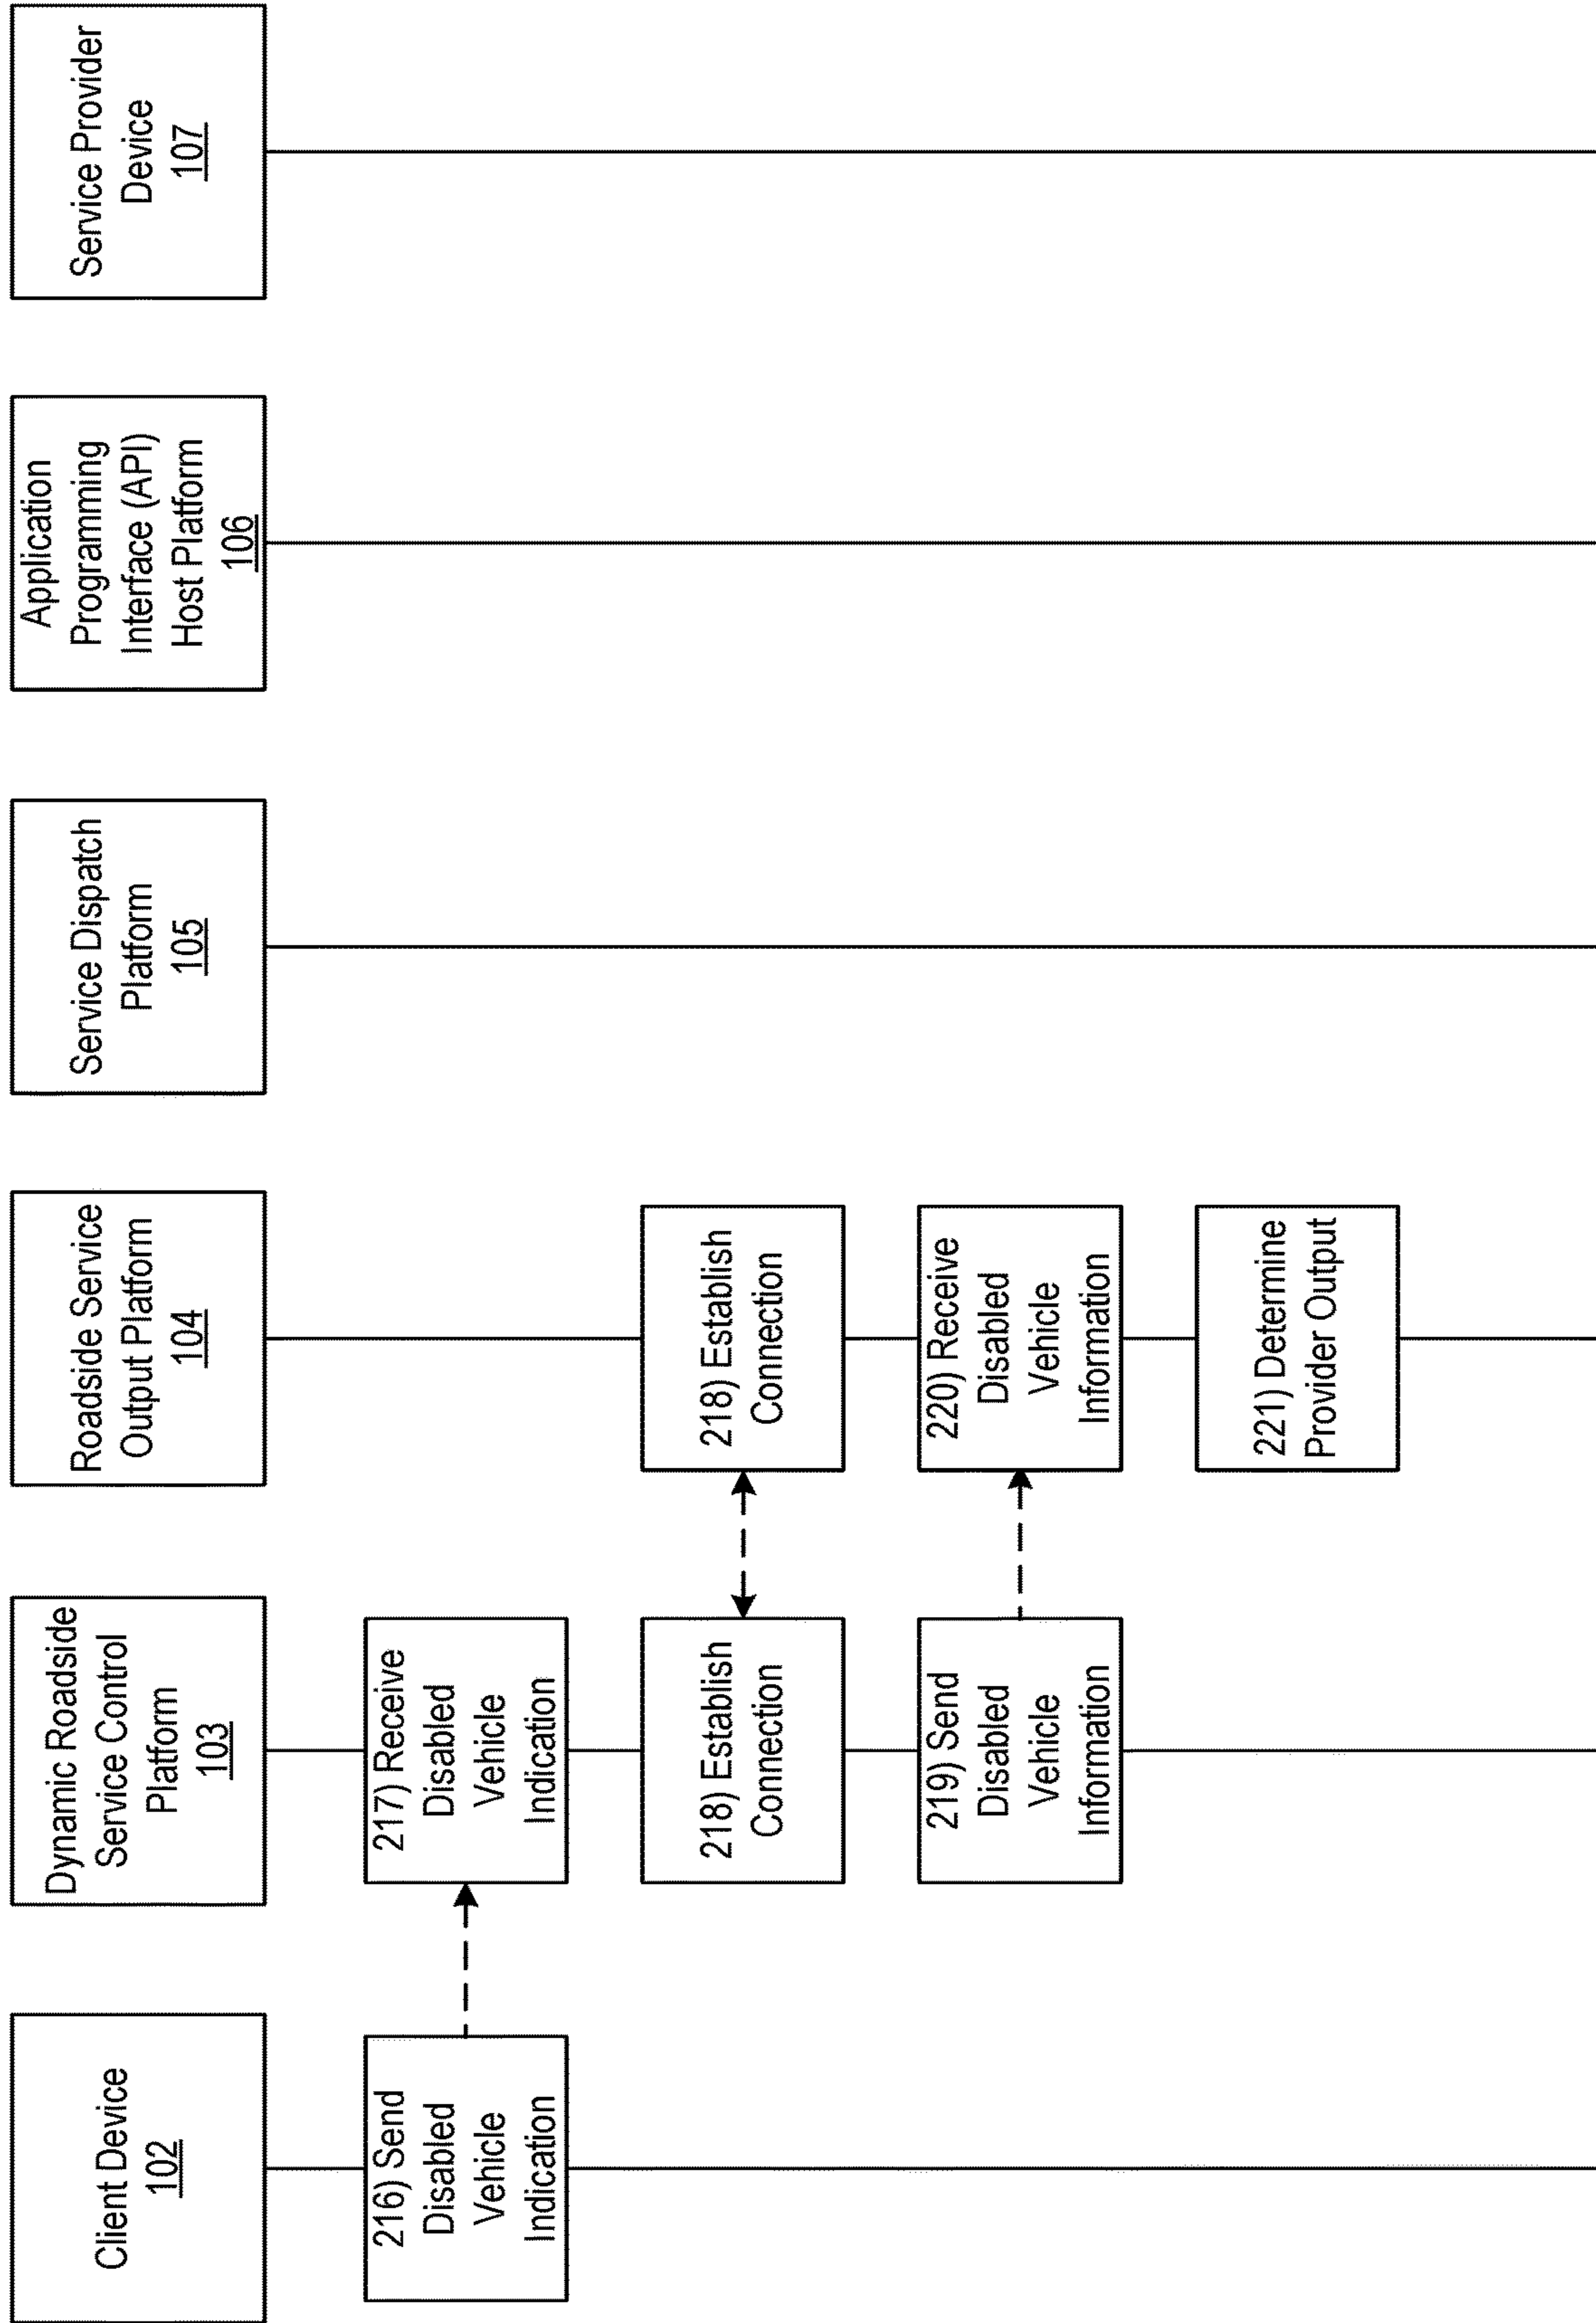 Client Device
102
Dynamic Roadside
Service Control
Platform
103
Roadside Service
Output Platform
104
Service Dispatch
Platform
105
Application
Programming
Interface (API)
Host Platform
106
Service Provider
Device
107
216) Send
Disabled
Vehicle
Indication
217) Receive
Disabled
Vehicle
Indication
218) Establish
Connection
218) Establish
Connection
219) Send
Disabled
Vehicle
Information
220) Receive
Disabled
Vehicle
Information
221) Determine
Provider Output